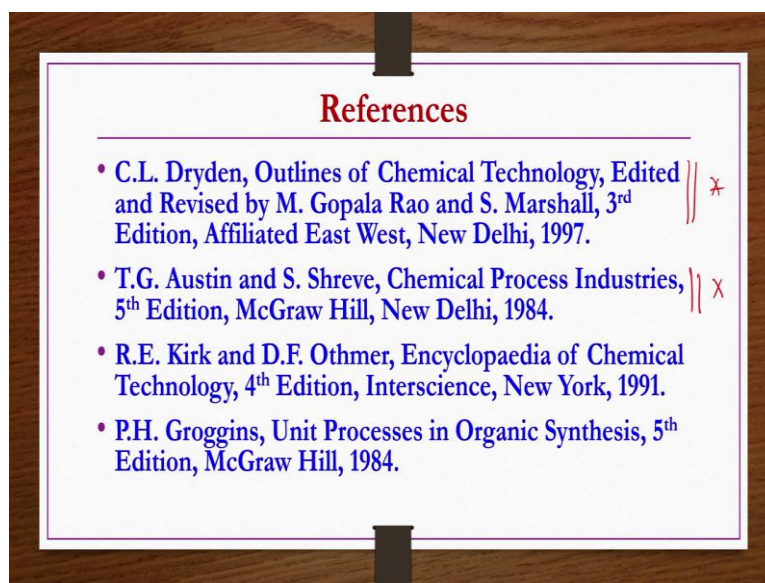 References
• C.L. Dryden, Outlines of Chemical Technology, Edited
and Revised by M. Gopala Rao and S. Marshall, 3rd
Edition, Affiliated East West, New Delhi, 1997.
• T.G. Austin and S. Shreve, Chemical Process Industries,
5th Edition, McGraw Hill, New Delhi, 1984.
• R.E. Kirk and D.F. Othmer, Encyclopaedia of Chemical
Technology, 4th Edition, Interscience, New York, 1991.
• P.H. Groggins, Unit Processes in Organic Synthesis, 5th
Edition, McGraw Hill, 1984.